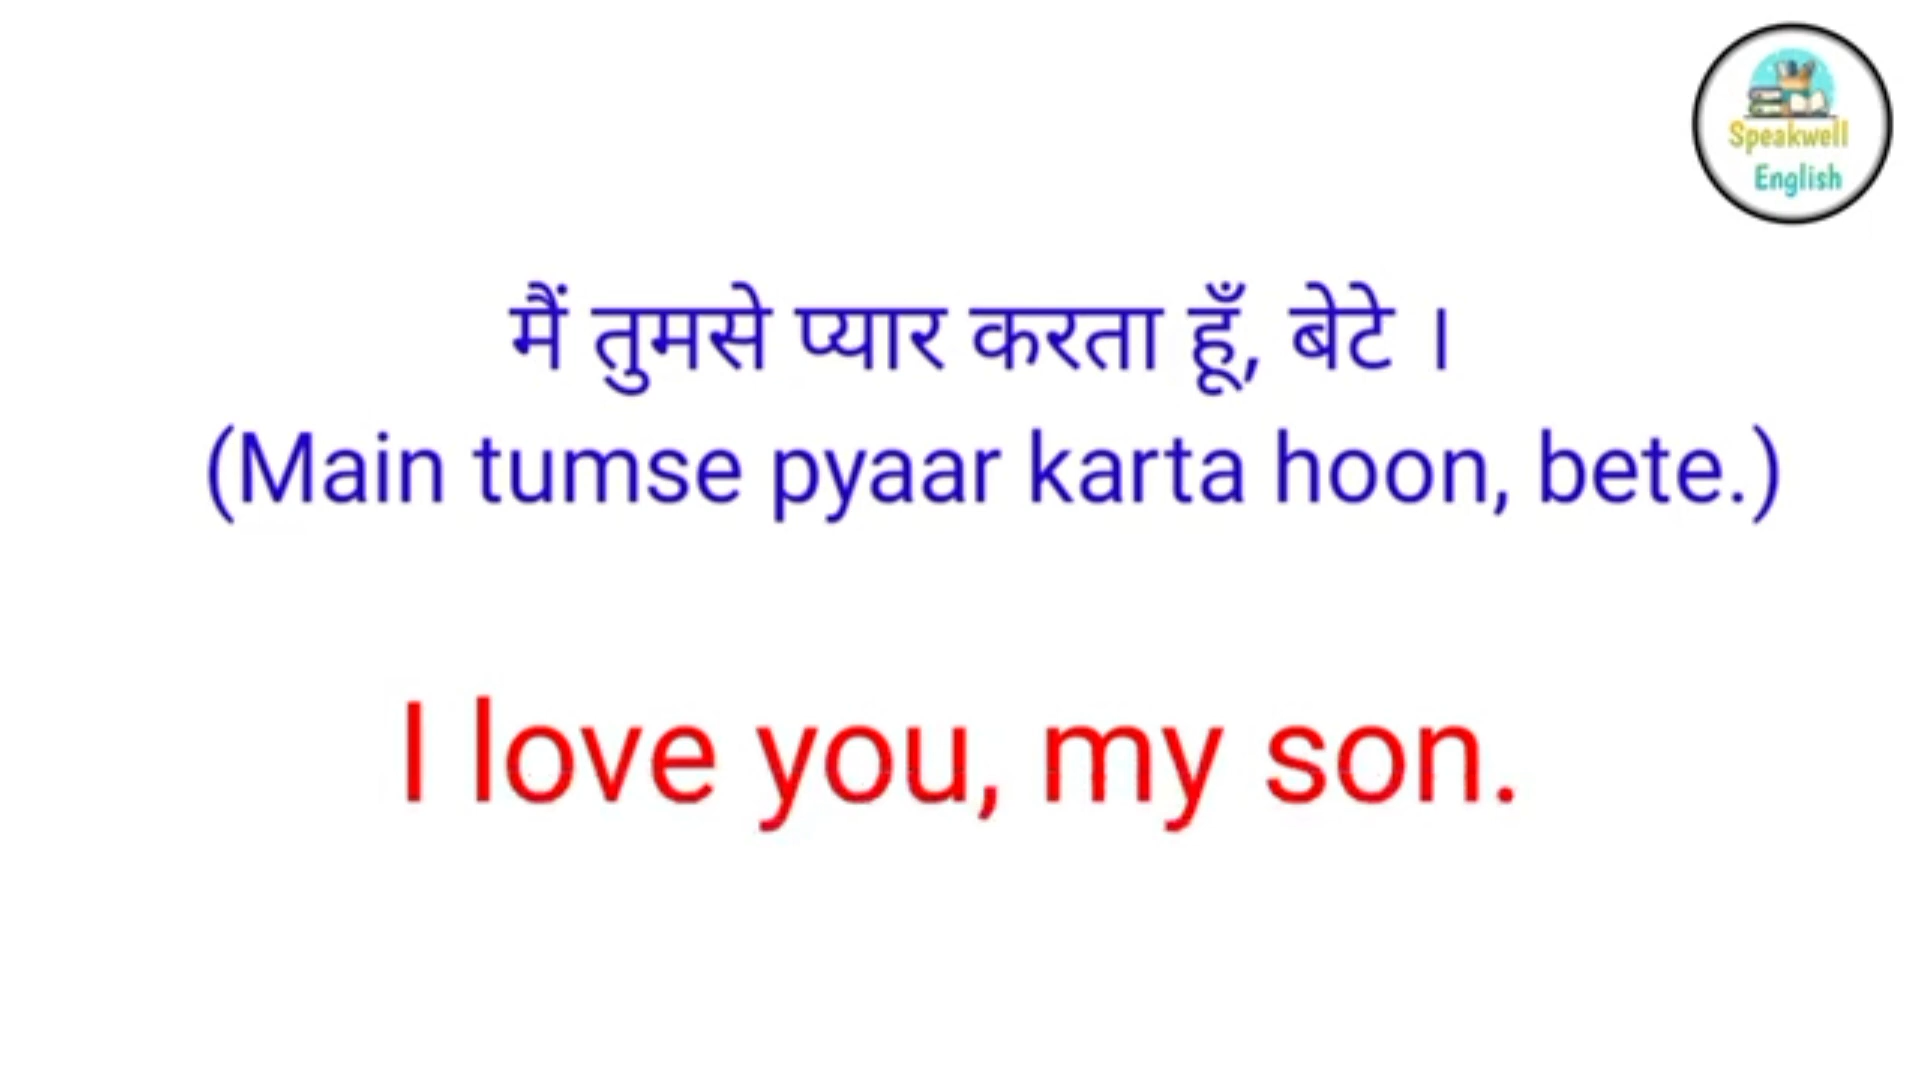 Speakwell
English
मैं तुमसे प्यार करता हूँ, बेटे ।
(Main tumse pyaar karta hoon, bete.)
I love you, my son.